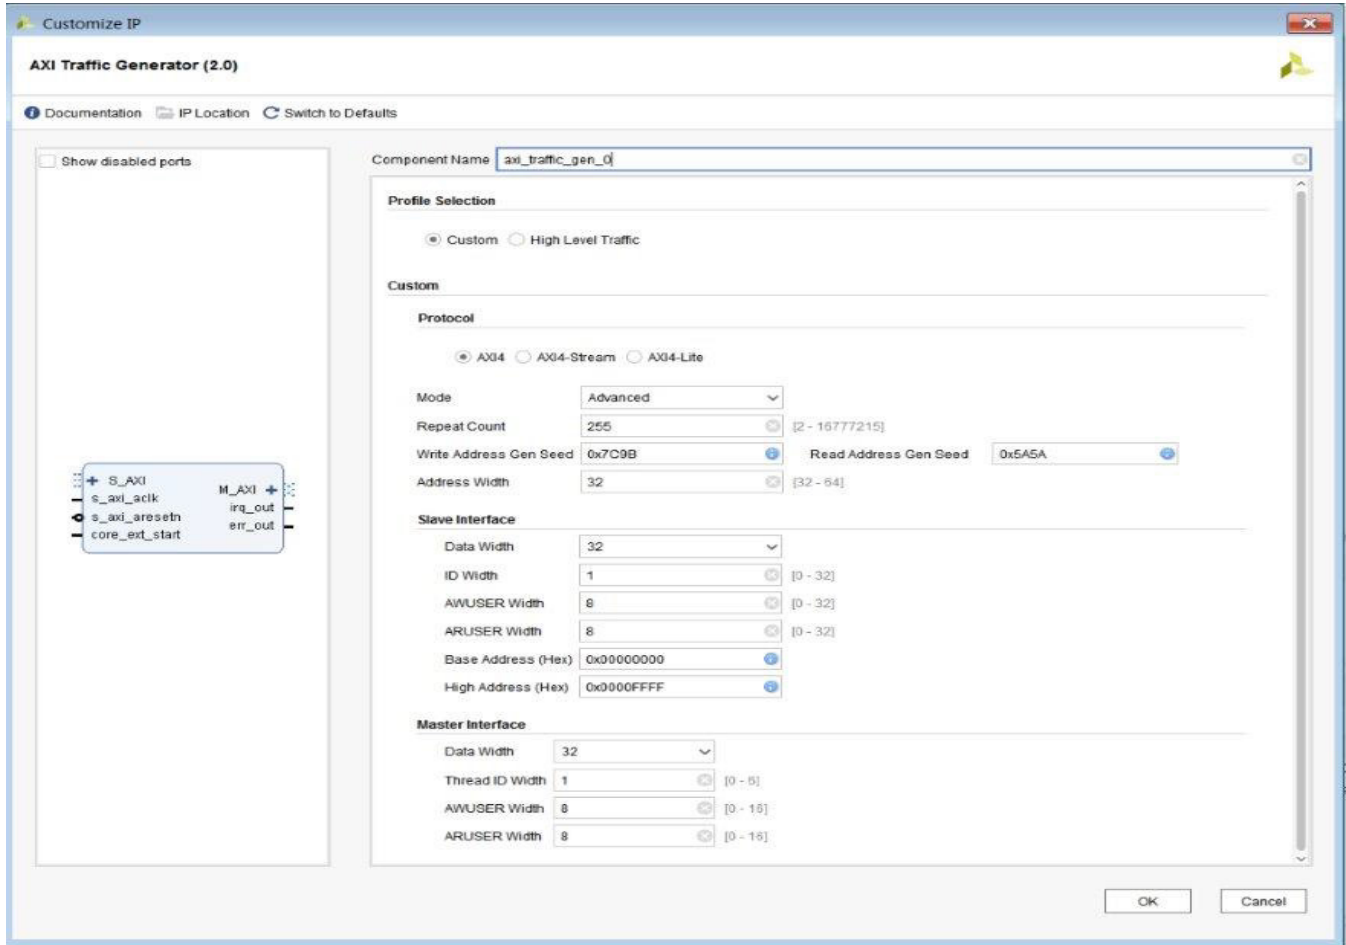 Customize IP
AXI Traffic Generator (2.0)
Documentation IP Location Switch to Defaults
Show disabled ports
Component Name axi_traffic_gen_0
Profile Selection
Custom High Level Traffic
Custom
Protocol
AXI4 AXI4-Stream AXI4-Lite
Mode Advanced
Repeat Count 255 [2 - 16777215]
Write Address Gen Seed 0x7C9B Read Address Gen Seed 0x5A5A
Address Width 32 [32 - 64]
S_AXI
s_axi_aclk
s_axi_aresetn
core_ext_start
M_AXI
irq_out
err_out
Slave Interface
Data Width 32
ID Width 1 [0 - 32]
AWUSER Width 8 [0 - 32]
ARUSER Width 8 [0 - 32]
Base Address (Hex) 0x00000000
High Address (Hex) 0x0000FFFF
Master Interface
Data Width 32
Thread ID Width 1 [0 - 6]
AWUSER Width 8 [0 - 16]
ARUSER Width 8 [0 - 16]
OK Cancel